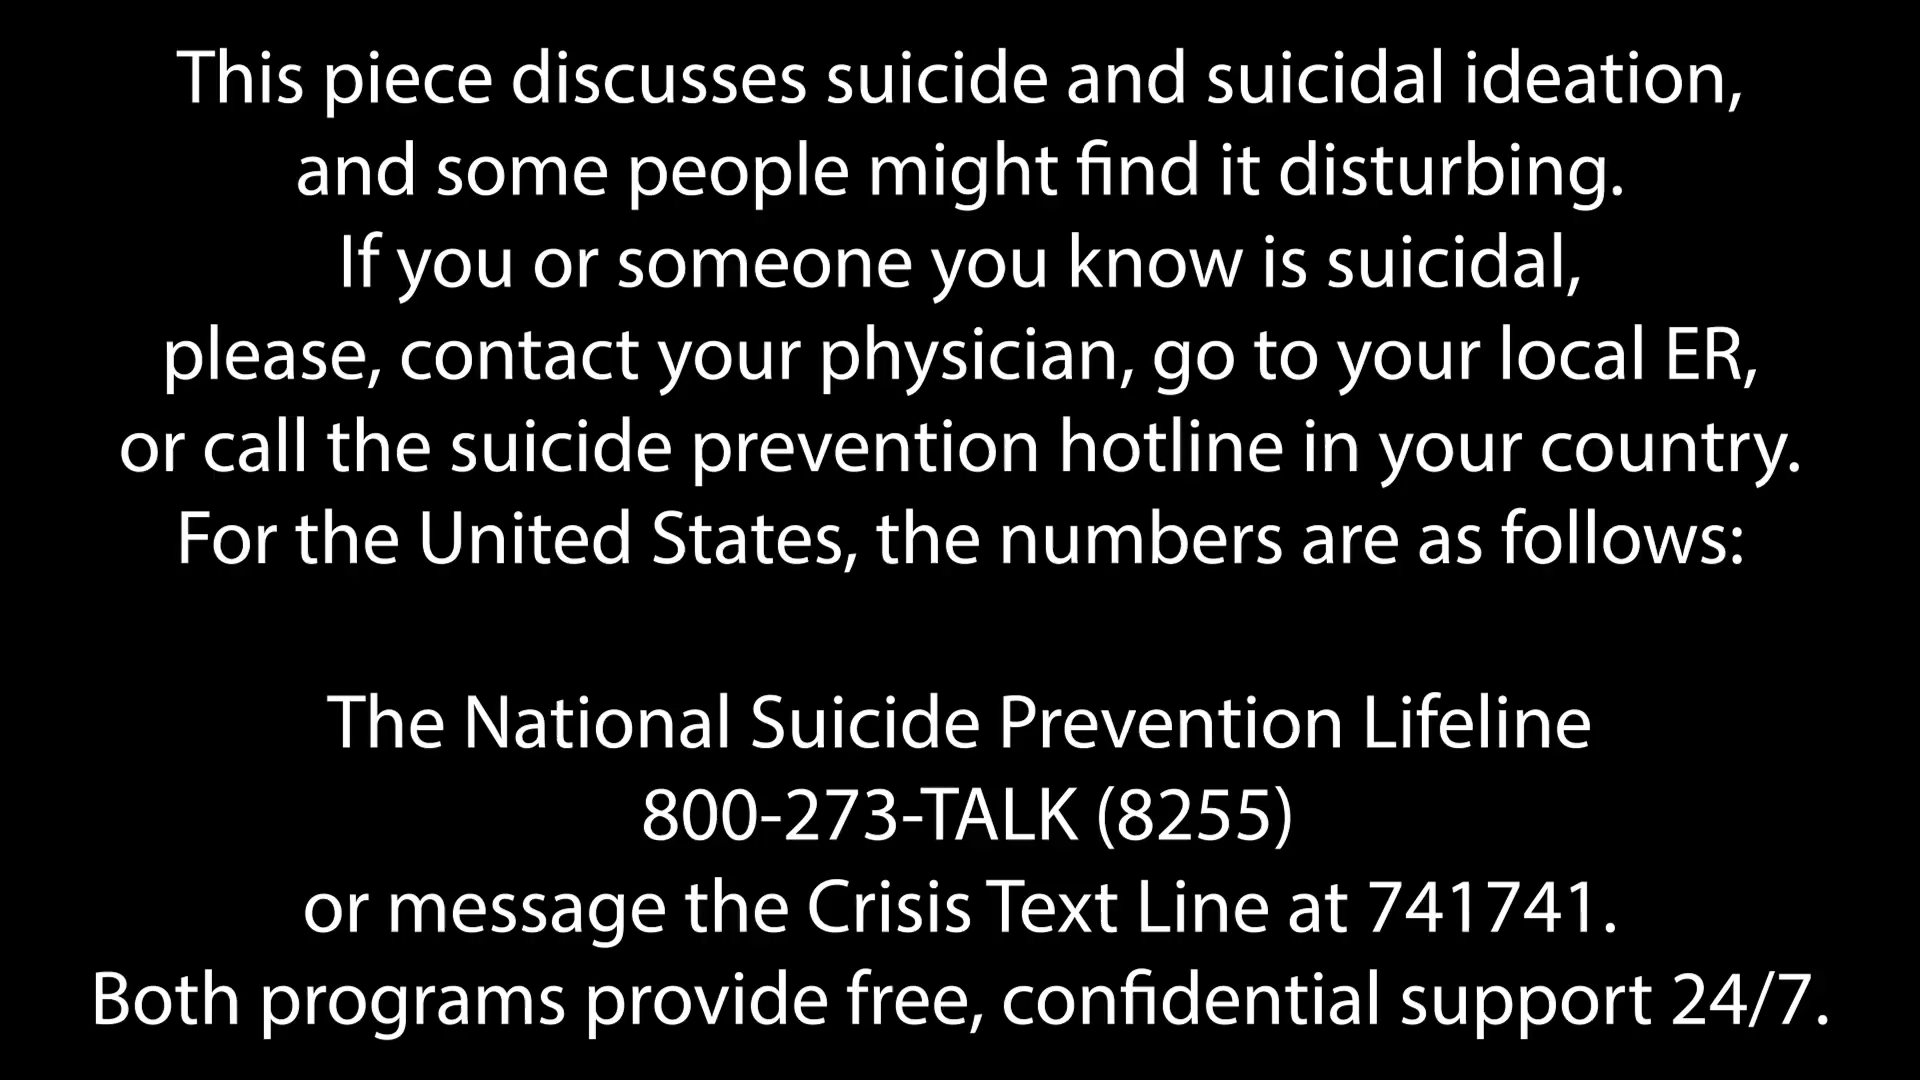 This piece discusses suicide and suicidal ideation,
and some people might find it disturbing.
If you or someone you know is suicidal,
please, contact your physician, go to your local ER,
or call the suicide prevention hotline in your country.
For the United States, the numbers are as follows:
The National Suicide Prevention Lifeline
800-273-TALK (8255)
or message the Crisis Text Line at 741741.
Both programs provide free, confidential support 24/7.